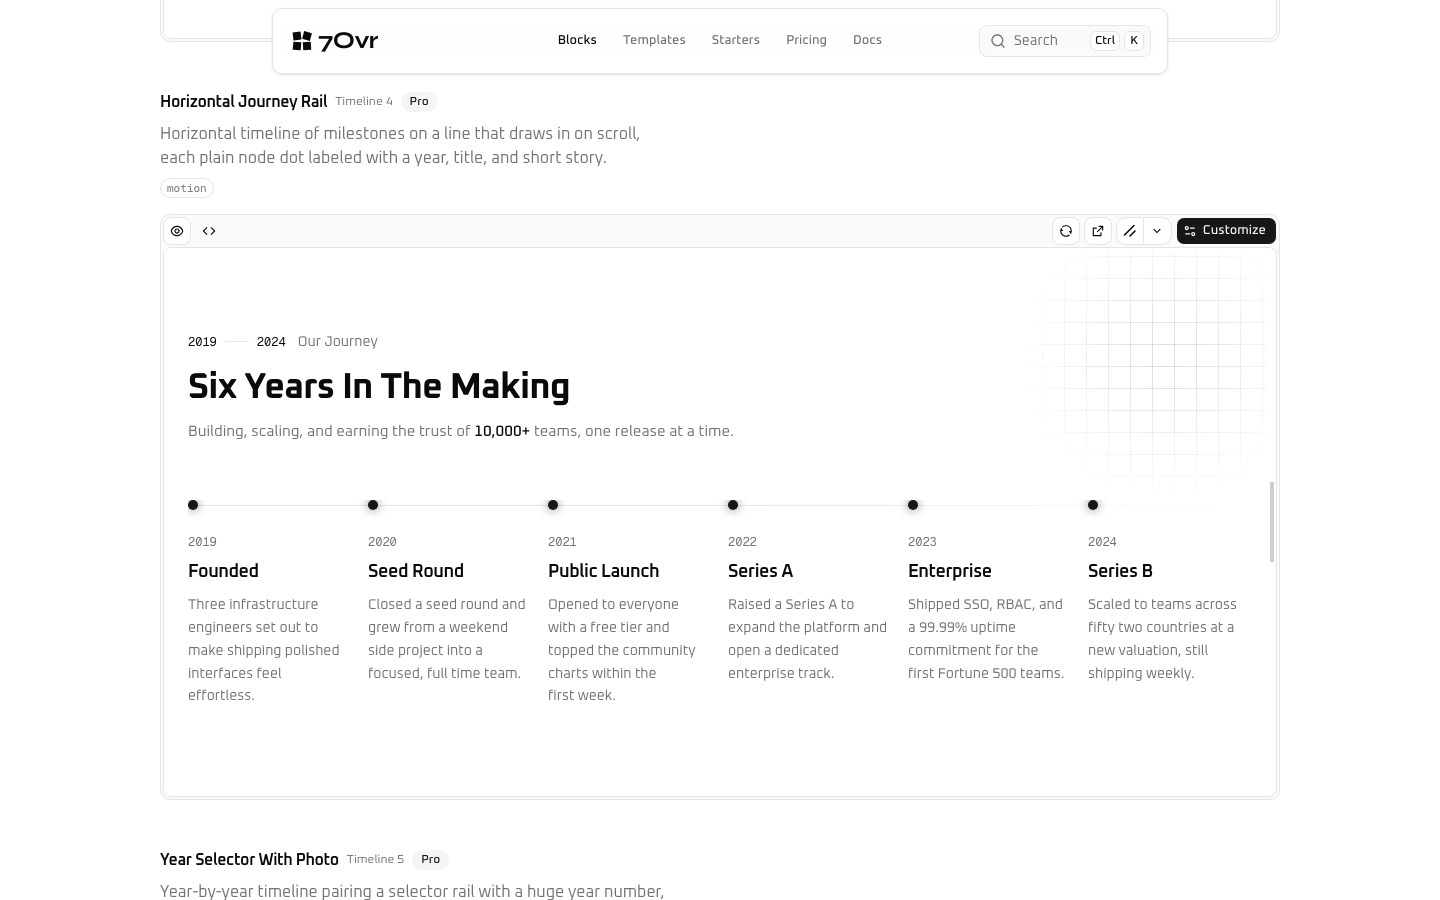 7Ovr
Blocks Templates Starters Pricing Docs
Search Ctrl K
Horizontal Journey Rail Timeline 4 Pro
Horizontal timeline of milestones on a line that draws in on scroll,
each plain node dot labeled with a year, title, and short story.
motion
Customize
2019 2024 Our Journey
Six Years In The Making
Building, scaling, and earning the trust of 10,000+ teams, one release at a time.
2019
Founded
Three infrastructure
engineers set out to
make shipping polished
interfaces feel
effortless.
2020
Seed Round
Closed a seed round and
grew from a weekend
side project into a
focused, full time team.
2021
Public Launch
Opened to everyone
with a free tier and
topped the community
charts within the
first week.
2022
Series A
Raised a Series A to
expand the platform and
open a dedicated
enterprise track.
2023
Enterprise
Shipped SSO, RBAC, and
a 99.99% uptime
commitment for the
first Fortune 500 teams.
2024
Series B
Scaled to teams across
fifty two countries at a
new valuation, still
shipping weekly.
Year Selector With Photo Timeline 5 Pro
Year-by-year timeline pairing a selector rail with a huge year number,